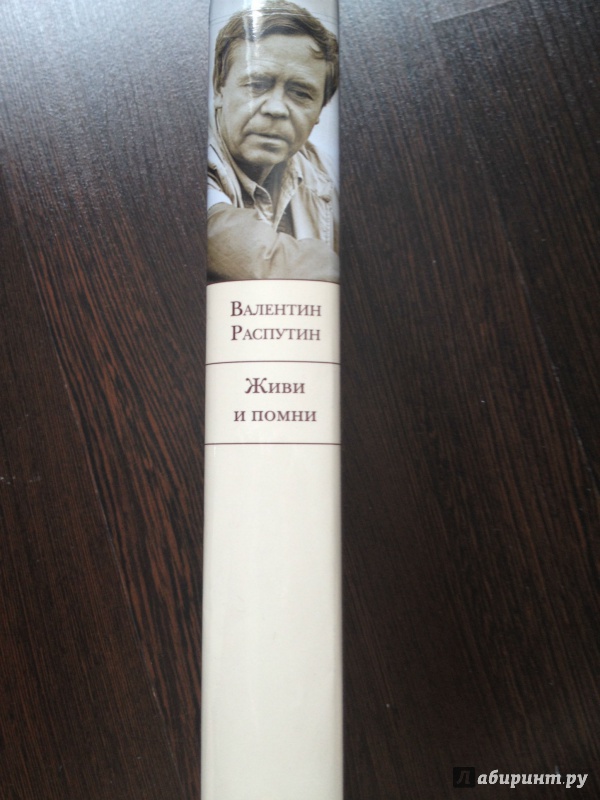 Валентин
Распутин
Живи
и помни
Лабиринт.ру